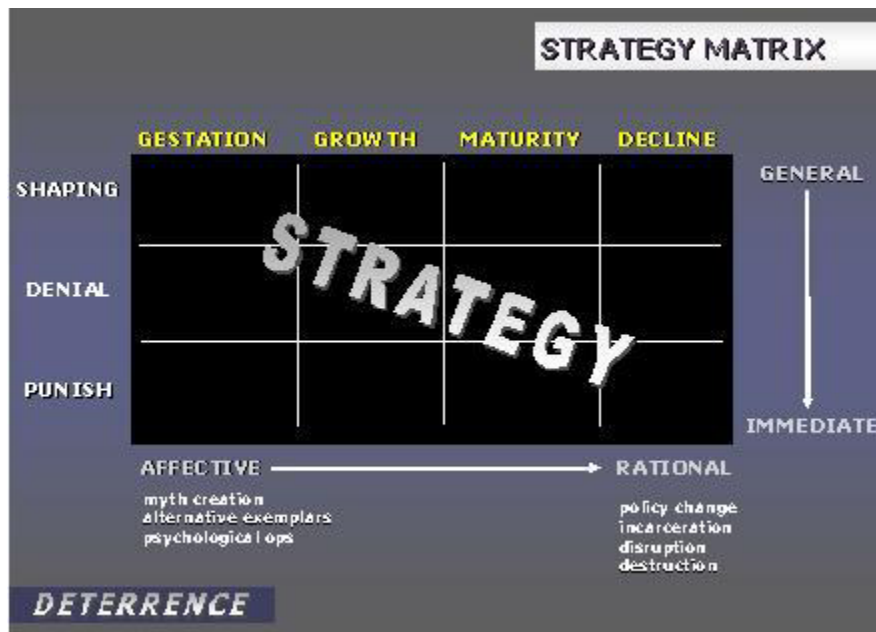 STRATEGY MATRIX
GESTATION GROWTH MATURITY DECLINE
SHAPING
DENIAL
PUNISH
STRATEGY
GENERAL
IMMEDIATE
AFFECTIVE
myth creation
alternative exemplars
psychological ops
RATIONAL
policy change
incarceration
disruption
destruction
DETERRENCE